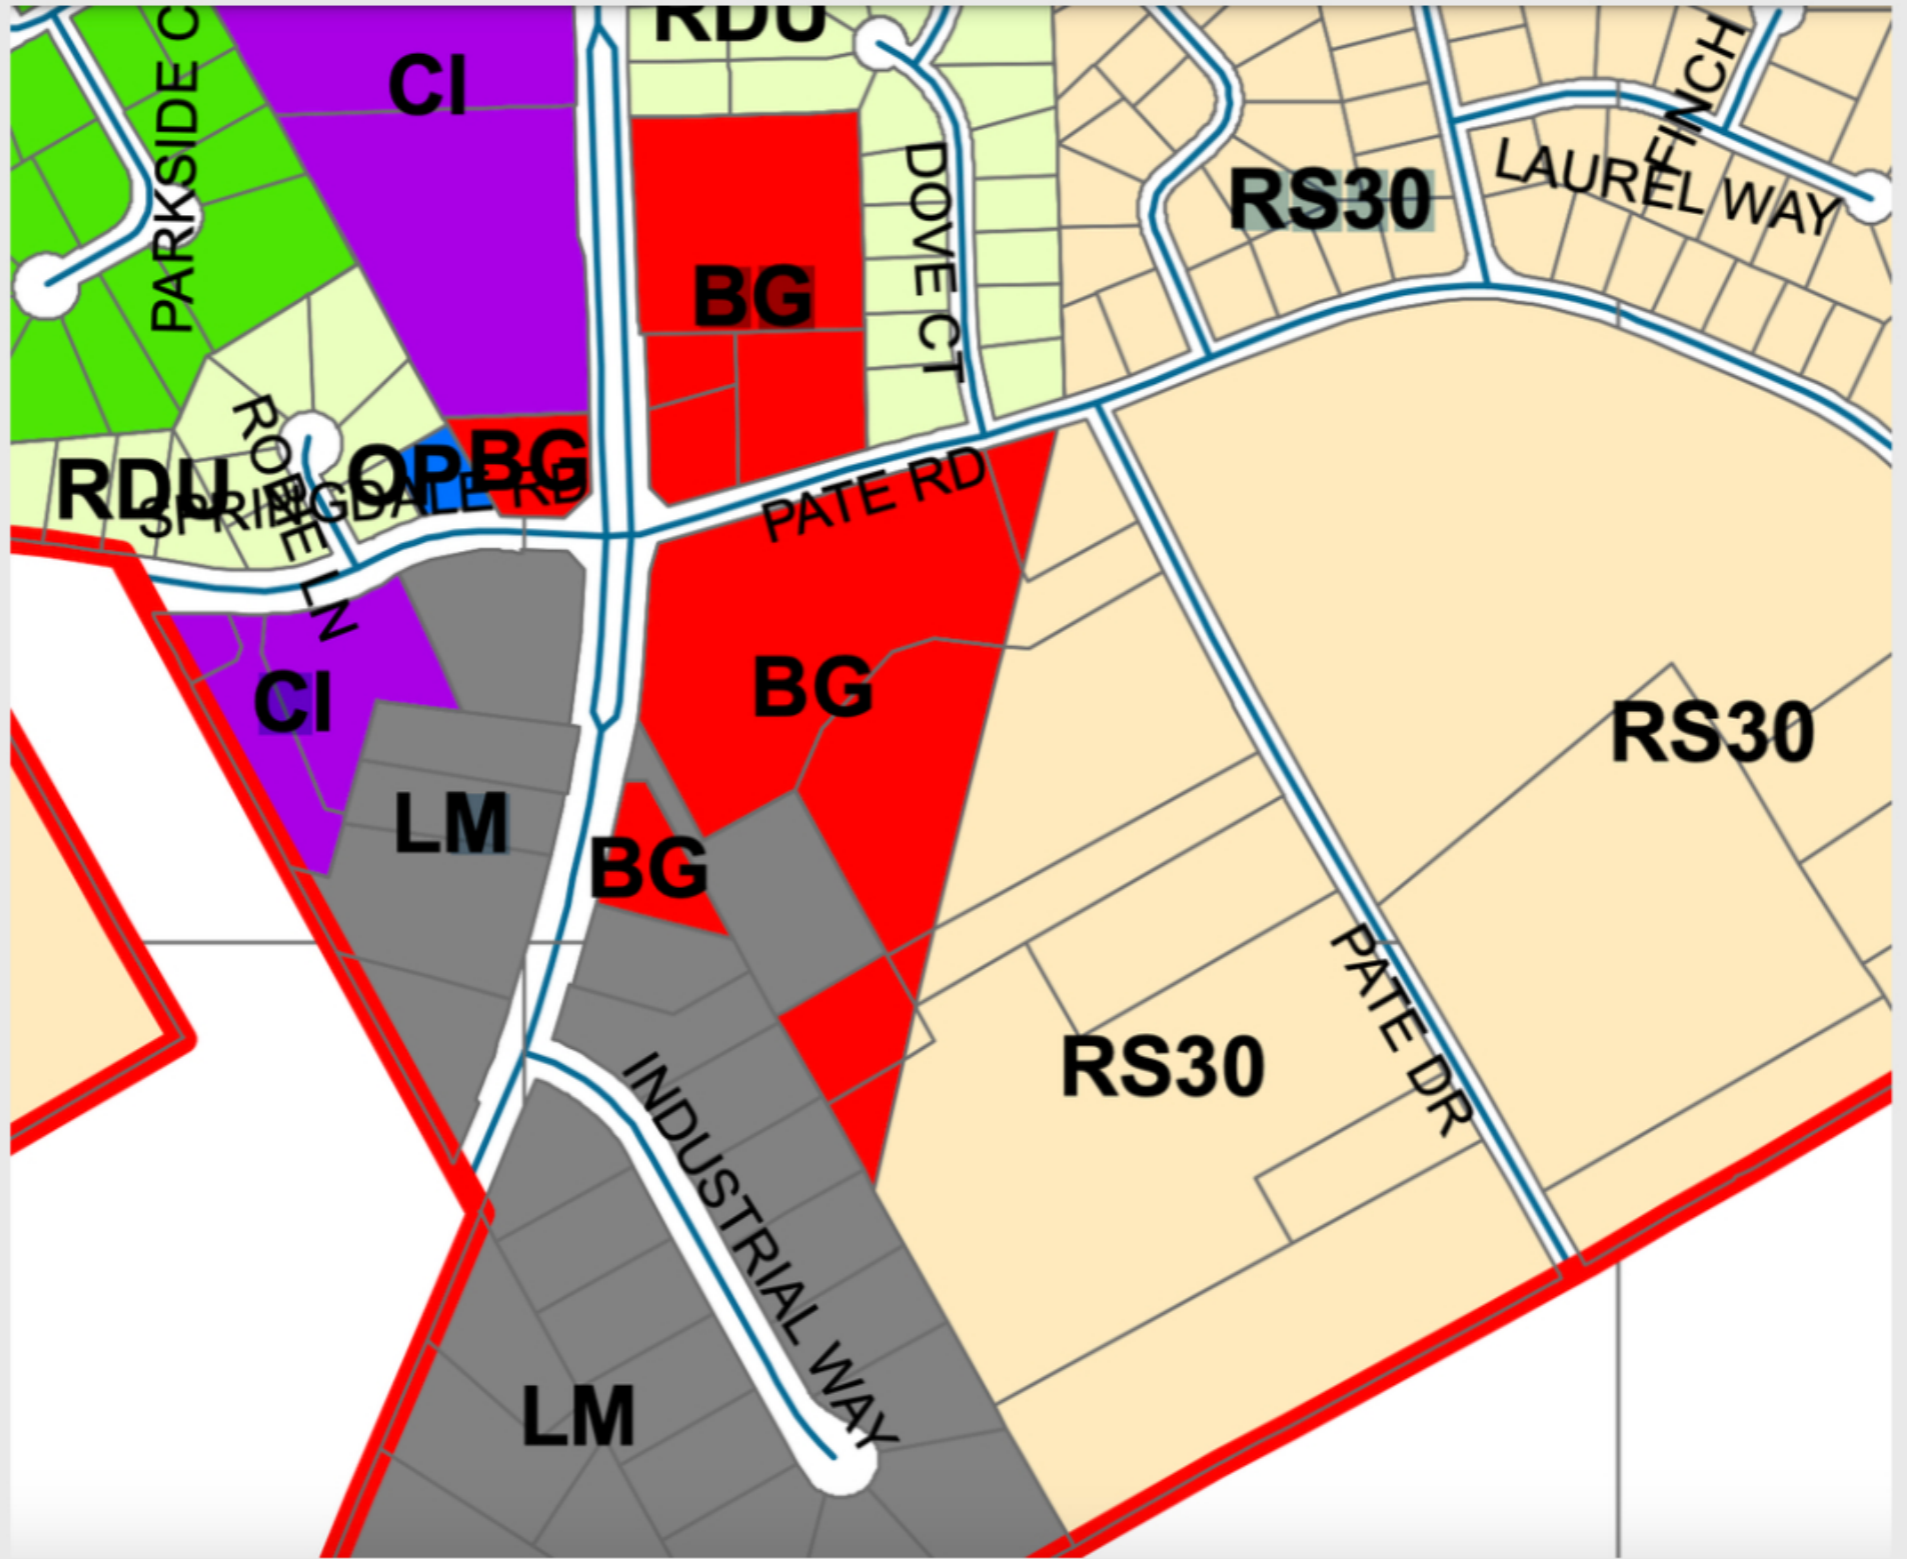 RDU
CI
PARKSIDE C
FINCH
DOVE CT
RS30
LAUREL WAY
BG
ROBIE LN
OP
BG
RDU
SPRINGDALE RD
PATE RD
CI
BG
RS30
LM
BG
PATE DR
RS30
INDUSTRIAL WAY
LM